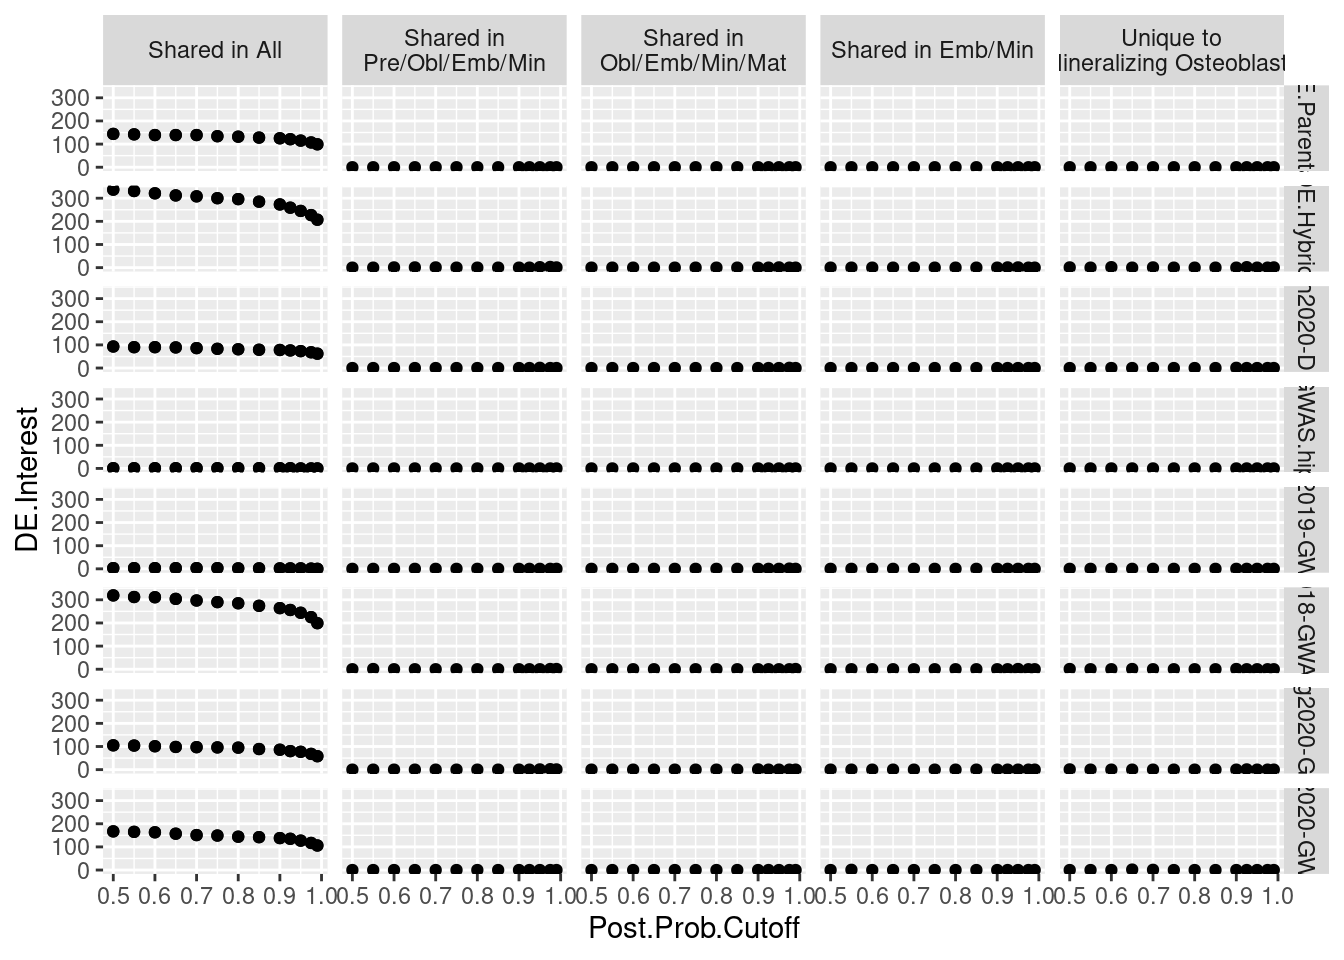 Shared in All
Shared in
Pre/Obl/Emb/Min
Shared in
Obl/Emb/Min/Mat
Shared in Emb/Min
Unique to
lineralizing Osteoblast
300
200
100
0
E.Parent
300
200
100
0
E.Hybri
300
200
100
0
2020-D
300
200
100
0
GWAS.hip
300
200
100
0
2019-GW
300
200
100
0
18-GWA
300
200
100
0
g2020-G
300
200
100
0
2020-GW
DE.Interest
0.5 0.6 0.7 0.8 0.9 1.0
0.5 0.6 0.7 0.8 0.9 1.0
0.5 0.6 0.7 0.8 0.9 1.0
0.5 0.6 0.7 0.8 0.9 1.0
0.5 0.6 0.7 0.8 0.9 1.0
Post.Prob.Cutoff